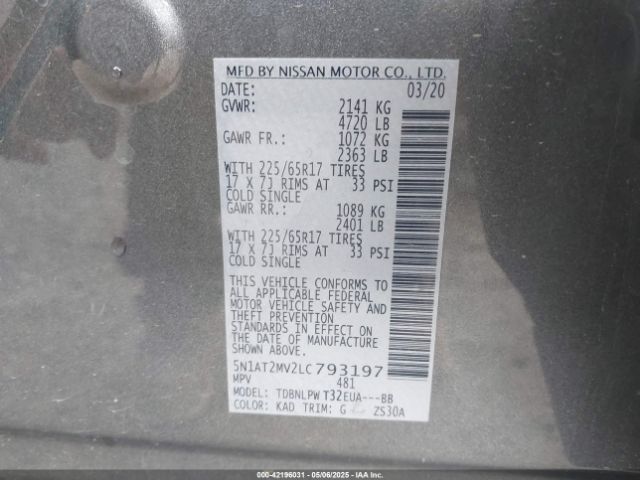 MFD BY NISSAN MOTOR CO., LTD.
DATE: 03/20
GVWR: 2141 KG
4720 LB
GAWR FR.: 1072 KG
2363 LB
WITH 225/65R17 TIRES
17 X 7J RIMS AT 33 PSI
COLD SINGLE
GAWR RR.: 1089 KG
2401 LB
WITH 225/65R17 TIRES
17 X 7J RIMS AT 33 PSI
COLD SINGLE
THIS VEHICLE CONFORMS TO
ALL APPLICABLE FEDERAL
MOTOR VEHICLE SAFETY AND
THEFT PREVENTION
STANDARDS IN EFFECT ON
THE DATE OF MANUFACTURE
SHOWN ABOVE.
5N1AT2MV2LC793197
MPV 481
MODEL: TDBNLPW T32EUA---BB
COLOR: KAD TRIM: G ZS30A
000-42196031 - 05/06/2025 - IAAI.COM